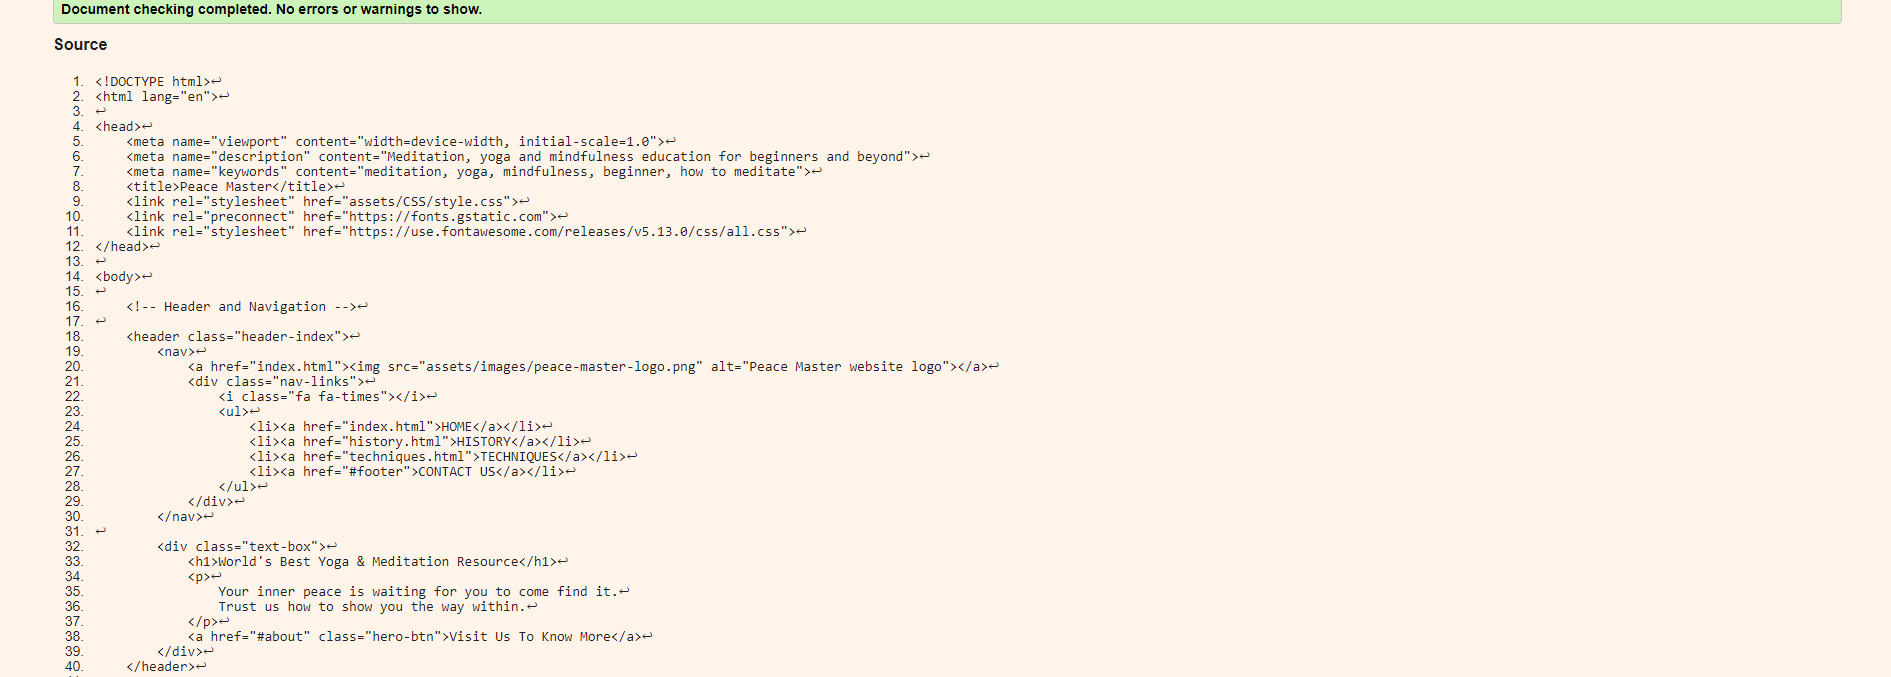 Document checking completed. No errors or warnings to show.
Source
1. <!DOCTYPE html>↩
2. <html lang="en">↩
3. ↩
4. <head>↩
5.     <meta name="viewport" content="width=device-width, initial-scale=1.0">↩
6.     <meta name="description" content="Meditation, yoga and mindfulness education for beginners and beyond">↩
7.     <meta name="keywords" content="meditation, yoga, mindfulness, beginner, how to meditate">↩
8.     <title>Peace Master</title>↩
9.     <link rel="stylesheet" href="assets/CSS/style.css">↩
10.     <link rel="preconnect" href="https://fonts.gstatic.com">↩
11.     <link rel="stylesheet" href="https://use.fontawesome.com/releases/v5.13.0/css/all.css">↩
12. </head>↩
13. ↩
14. <body>↩
15. ↩
16.     <!-- Header and Navigation -->↩
17. ↩
18.     <header class="header-index">↩
19.         <nav>↩
20.             <a href="index.html"><img src="assets/images/peace-master-logo.png" alt="Peace Master website logo"></a>↩
21.             <div class="nav-links">↩
22.                 <i class="fa fa-times"></i>↩
23.                 <ul>↩
24.                     <li><a href="index.html">HOME</a></li>↩
25.                     <li><a href="history.html">HISTORY</a></li>↩
26.                     <li><a href="techniques.html">TECHNIQUES</a></li>↩
27.                     <li><a href="#footer">CONTACT US</a></li>↩
28.                 </ul>↩
29.             </div>↩
30.         </nav>↩
31. ↩
32.         <div class="text-box">↩
33.             <h1>World's Best Yoga & Meditation Resource</h1>↩
34.             <p>↩
35.                 Your inner peace is waiting for you to come find it.↩
36.                 Trust us how to show you the way within.↩
37.             </p>↩
38.             <a href="#about" class="hero-btn">Visit Us To Know More</a>↩
39.         </div>↩
40.     </header>↩